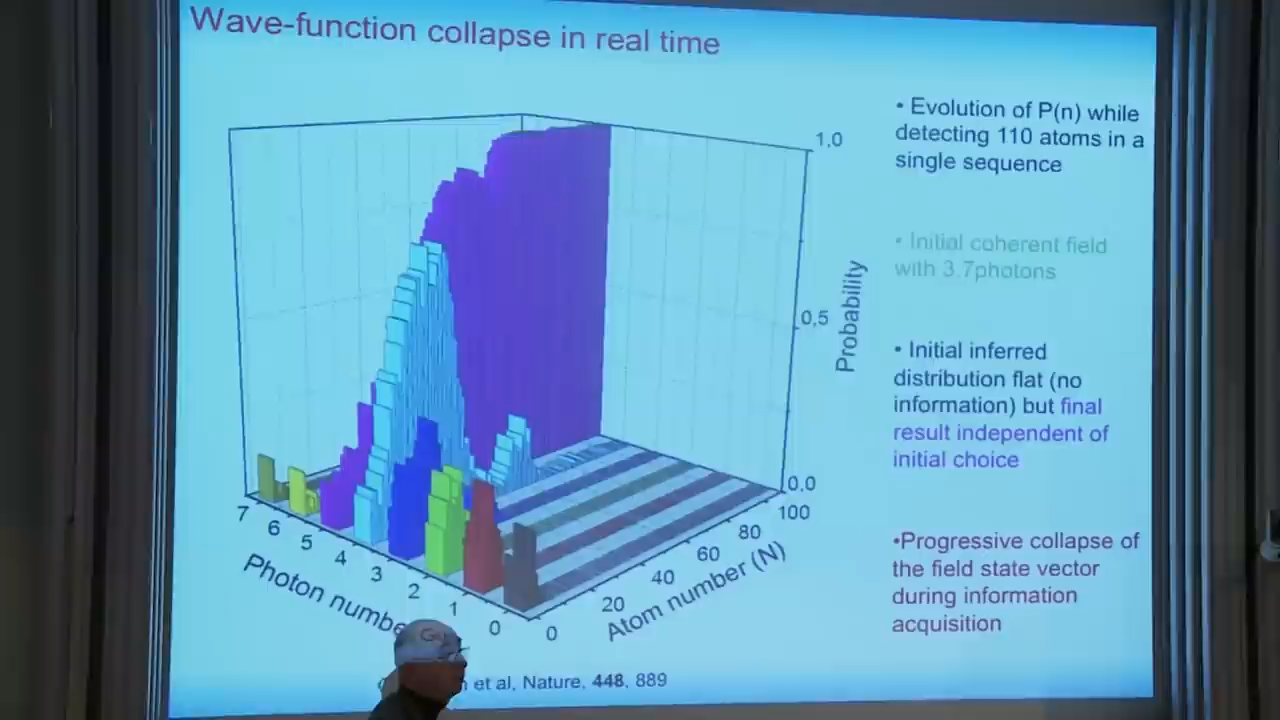 Wave-function collapse in real time
1,0
0,5
0,0
Probability
7
6
5
4
3
2
1
0
Photon numbe
0
20
40
60
80
100
Atom number (N)
et al, Nature, 448, 889
• Evolution of P(n) while
detecting 110 atoms in a
single sequence
• Initial coherent field
with 3.7photons
• Initial inferred
distribution flat (no
information) but final
result independent of
initial choice
•Progressive collapse of
the field state vector
during information
acquisition